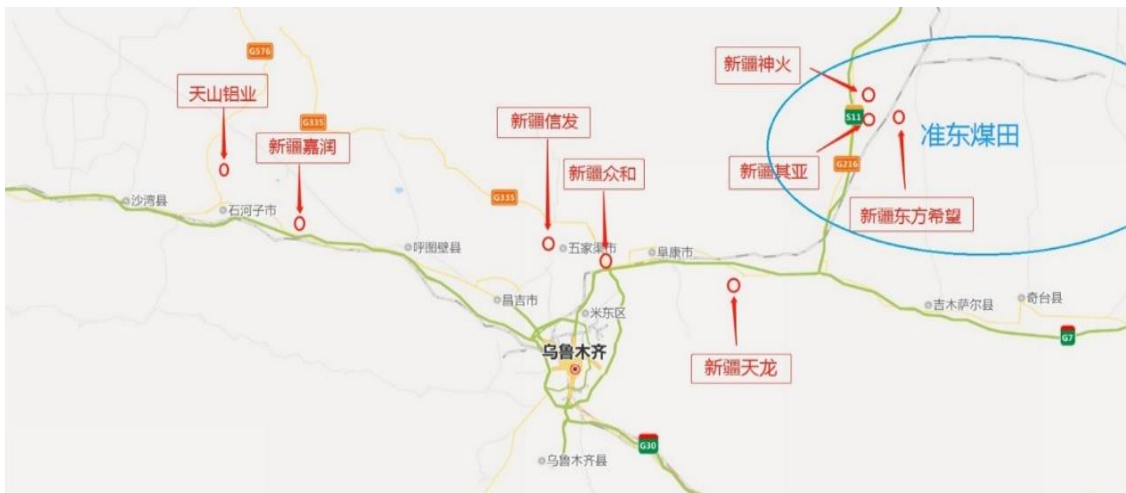 G576
新疆神火
天山铝业
S11
新疆信发
G335
准东煤田
新疆嘉润
新疆众和
G216
新疆其亚
沙湾县
G335
石河子市
新疆东方希望
呼图壁县
五家渠市
阜康市
昌吉市
吉木萨尔县
奇台县
米东区
G7
乌鲁木齐
新疆天龙
G30
乌鲁木齐县